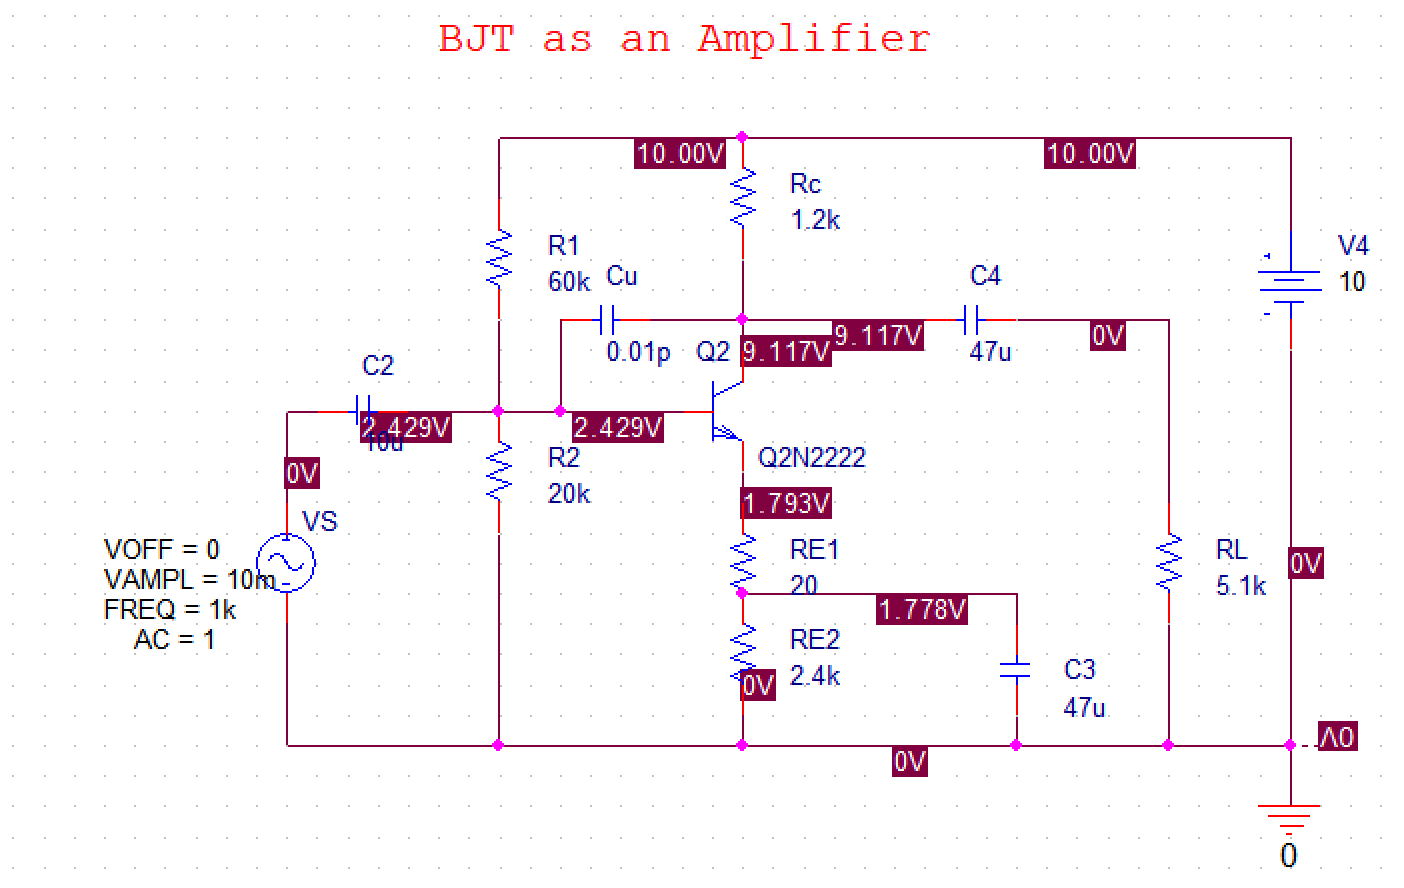 BJT as an Amplifier
10.00V
10.00V
Rc
1.2k
R1
60k
Cu
0.01p
C4
47u
V4
10
Q2
9.117V
9.117V
0V
C2
10u
2.429V
2.429V
Q2N2222
R2
20k
0V
1.793V
VS
VOFF = 0
VAMPL = 10m
FREQ = 1k
AC = 1
RE1
20
RL
5.1k
0V
1.778V
RE2
2.4k
0V
C3
47u
0V
0V
0